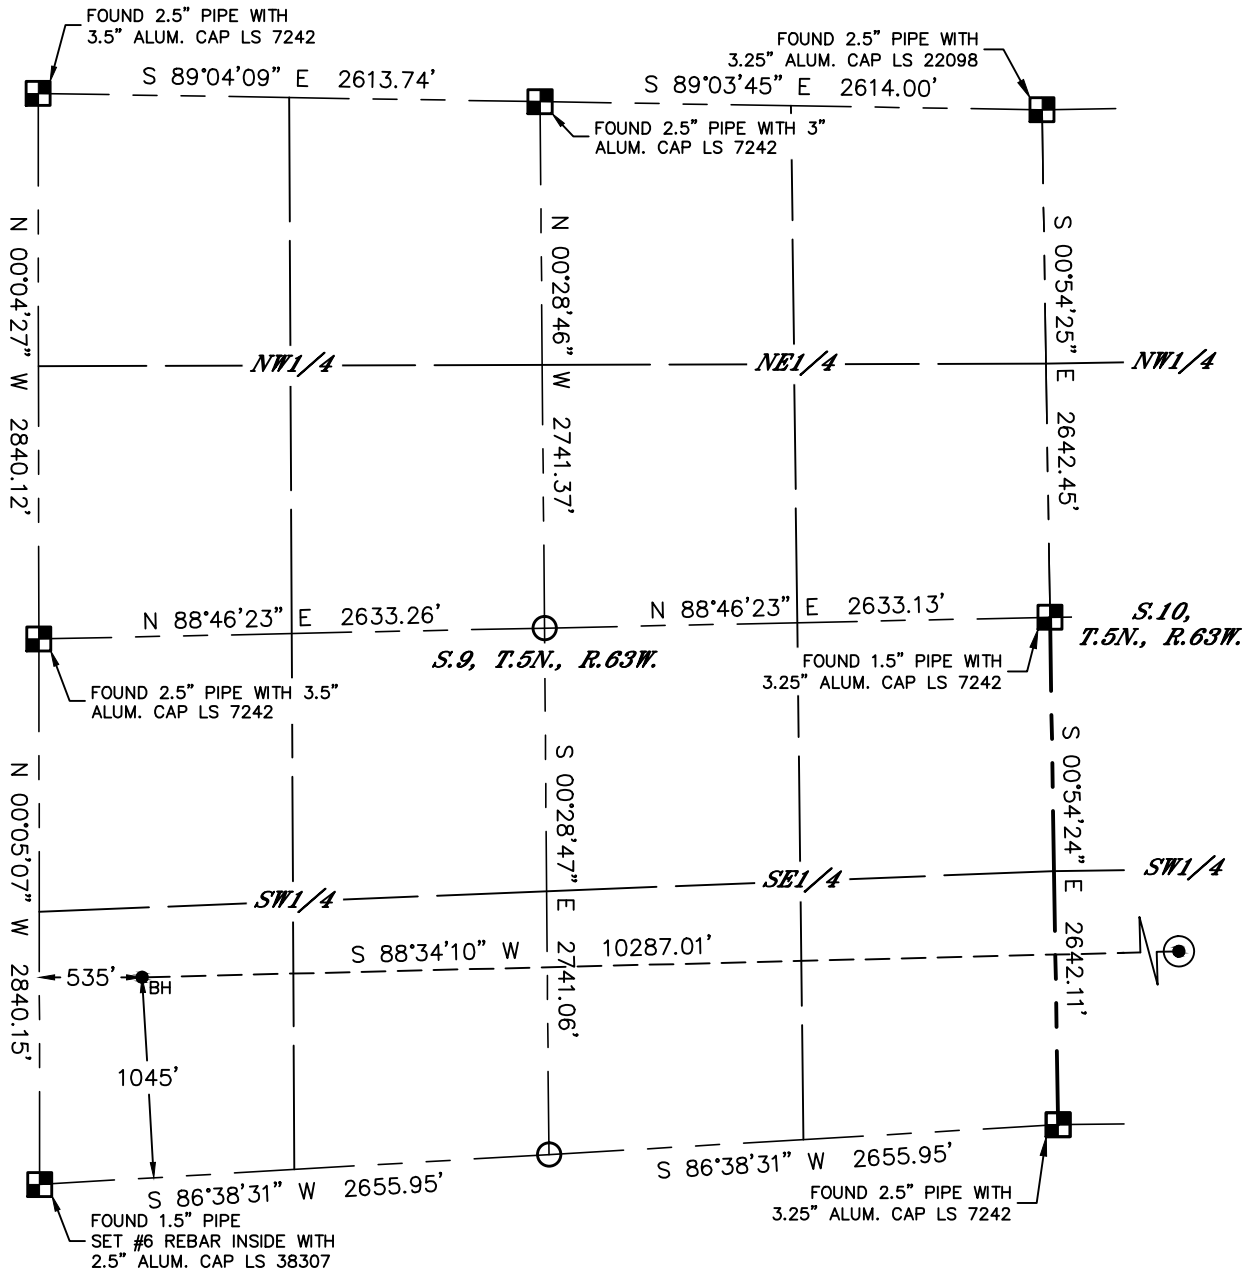 FOUND 2.5" PIPE WITH
3.5" ALUM. CAP LS 7242
FOUND 2.5" PIPE WITH
3.25" ALUM. CAP LS 22098
S 89°04'09" E 2613.74'
S 89°03'45" E 2614.00'
FOUND 2.5" PIPE WITH 3"
ALUM. CAP LS 7242
N 00°04'27" W 2840.12'
N 00°28'46" W 2741.37'
S 00°54'25" E 2642.45'
NW1/4
NE1/4
NW1/4
N 88°46'23" E 2633.26'
N 88°46'23" E 2633.13'
S.10,
T.5N., R.63W.
S.9, T.5N., R.63W.
FOUND 1.5" PIPE WITH
3.25" ALUM. CAP LS 7242
FOUND 2.5" PIPE WITH 3.5"
ALUM. CAP LS 7242
N 00°05'07" W 2840.15'
S 00°28'47" E 2741.06'
S 00°54'24" E 2642.11'
SW1/4
SE1/4
SW1/4
S 88°34'10" W 10287.01'
535'
BH
1045'
S 86°38'31" W 2655.95'
S 86°38'31" W 2655.95'
FOUND 2.5" PIPE WITH
3.25" ALUM. CAP LS 7242
FOUND 1.5" PIPE
SET #6 REBAR INSIDE WITH
2.5" ALUM. CAP LS 38307